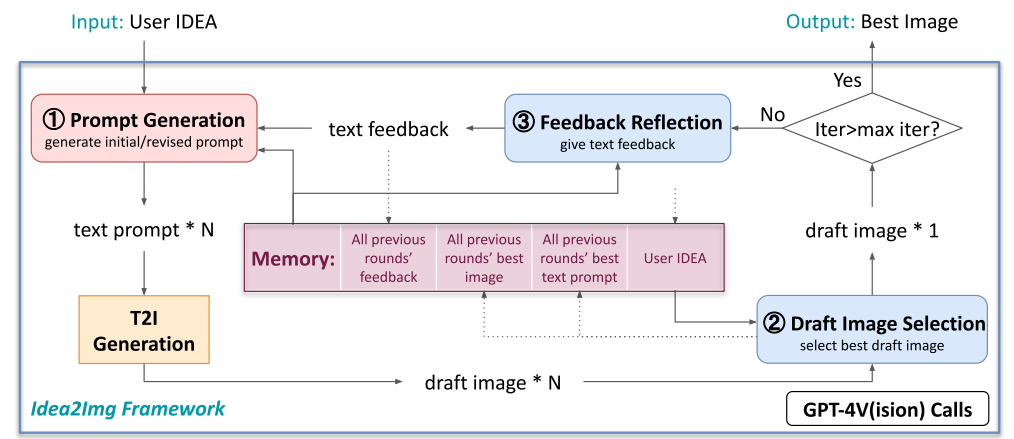 Input: User IDEA
Output: Best Image
Yes
① Prompt Generation
generate initial/revised prompt
text feedback
③ Feedback Reflection
give text feedback
No
Iter>max iter?
text prompt * N
Memory:
All previous
rounds’
feedback
All previous
rounds’ best
image
All previous
rounds’ best
text prompt
User IDEA
draft image * 1
T2I
Generation
② Draft Image Selection
select best draft image
draft image * N
Idea2Img Framework
GPT-4V(ision) Calls